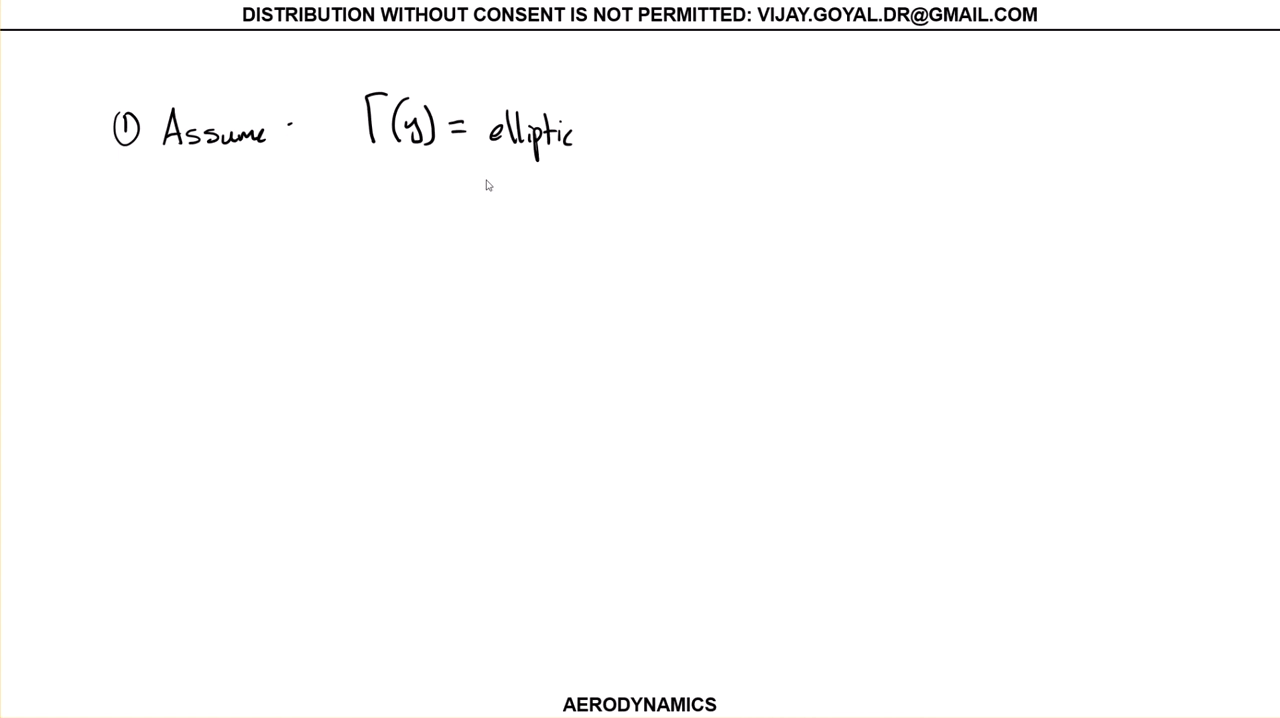 DISTRIBUTION WITHOUT CONSENT IS NOT PERMITTED: VIJAY.GOYAL.DR@GMAIL.COM
① Assume · Γ(y) = elliptic
AERODYNAMICS